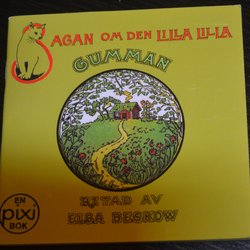 SAGAN OM DEN LILLA LILLA
GUMMAN
RITAD AV
ELSA BESKOW
EN
pixi
BOK